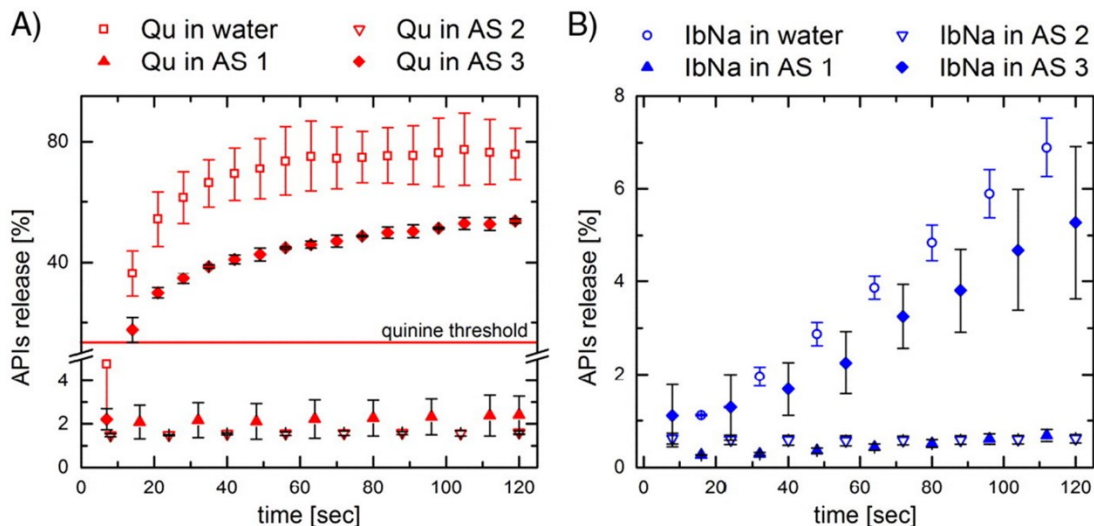 A)
Qu in water
Qu in AS 2
Qu in AS 1
Qu in AS 3
APIs release [%]
80
40
quinine threshold
4
2
0
0 20 40 60 80 100 120
time [sec]
B)
IbNa in water
IbNa in AS 2
IbNa in AS 1
IbNa in AS 3
APIs release [%]
8
6
4
2
0
0 20 40 60 80 100 120
time [sec]